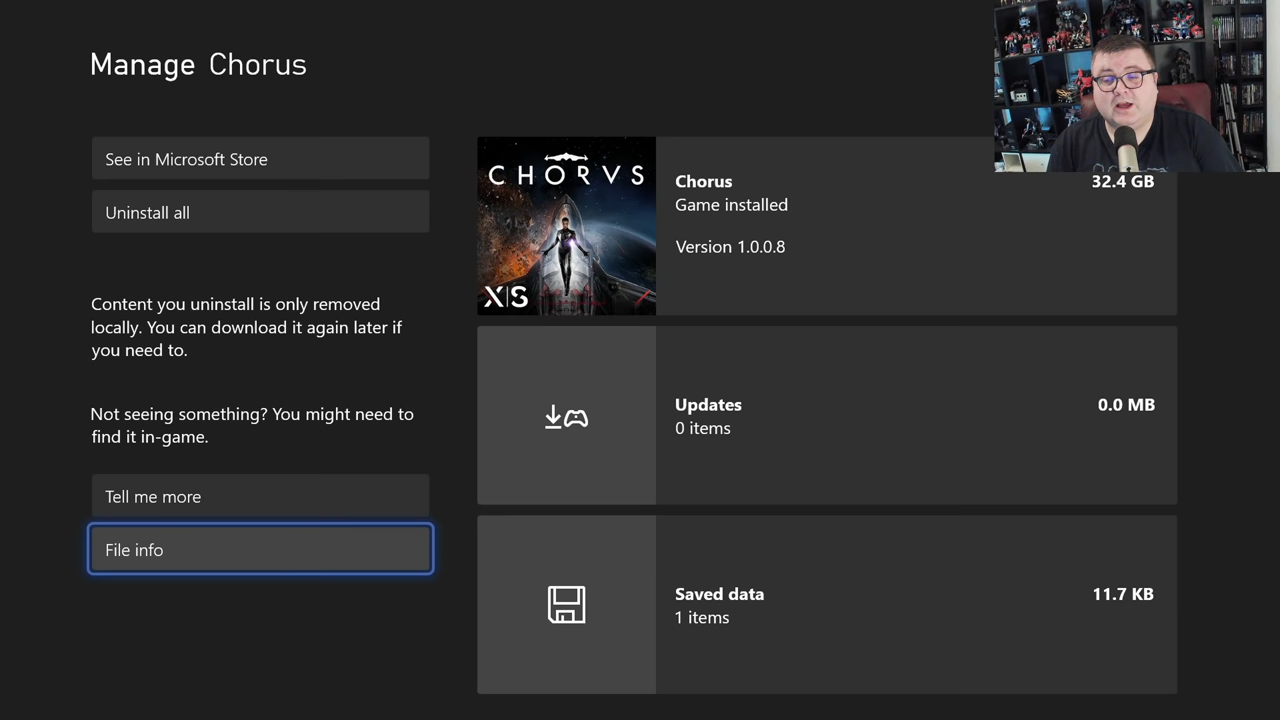 Manage Chorus
See in Microsoft Store
Uninstall all
Content you uninstall is only removed
locally. You can download it again later if
you need to.
Not seeing something? You might need to
find it in-game.
Tell me more
File info
CHORVS
X|S
Chorus
32.4 GB
Game installed
Version 1.0.0.8
Updates
0.0 MB
0 items
Saved data
11.7 KB
1 items